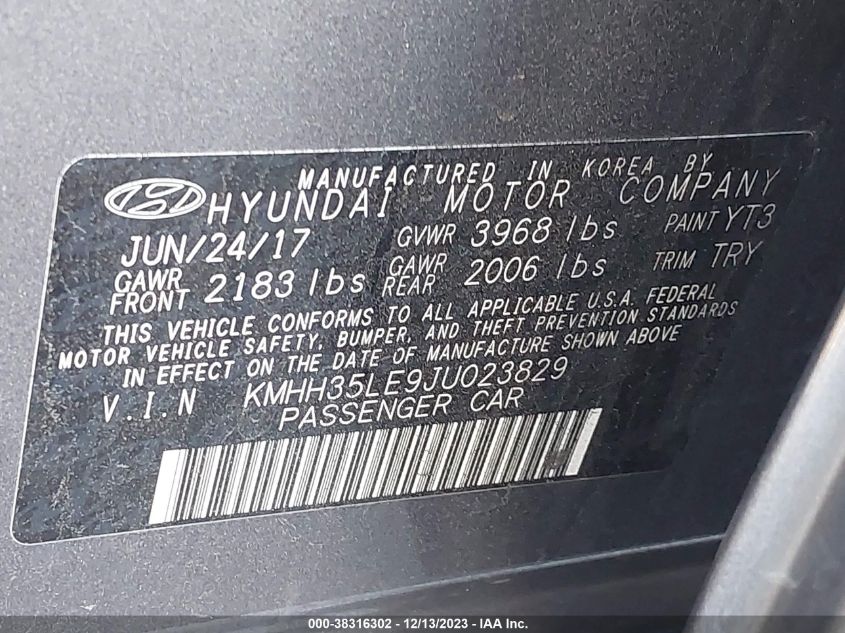 MANUFACTURED IN KOREA BY
HYUNDAI MOTOR COMPANY
JUN/24/17 GVWR 3968 lbs PAINT YT3
GAWR FRONT 2183 lbs GAWR REAR 2006 lbs TRIM TRY
THIS VEHICLE CONFORMS TO ALL APPLICABLE U.S.A. FEDERAL
MOTOR VEHICLE SAFETY, BUMPER, AND THEFT PREVENTION STANDARDS
IN EFFECT ON THE DATE OF MANUFACTURE SHOWN ABOVE
V.I.N KMHH35LE9JU023829
PASSENGER CAR
000-38316302 - 12/13/2023 - IAA Inc.